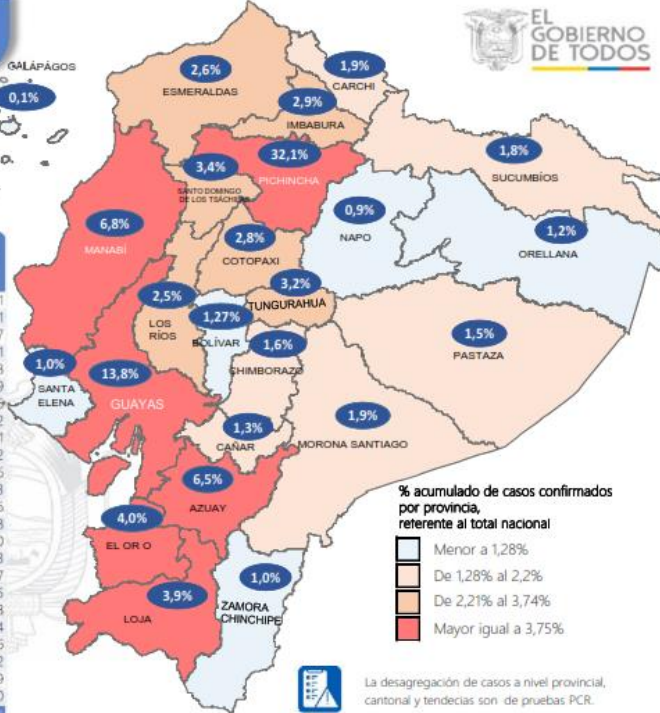 EL
GOBIERNO
DE TODOS
GALÁPAGOS
0,1%
2,6%
ESMERALDAS
1,9%
CARCHI
2,9%
IMBABURA
1,8%
SUCUMBÍOS
3,4%
SANTO DOMINGO
DE LOS TSÁCHILAS
32,1%
PICHINCHA
6,8%
MANABÍ
0,9%
NAPO
1,2%
ORELLANA
2,8%
COTOPAXI
3,2%
TUNGURAHUA
2,5%
LOS
RÍOS
1,27%
BOLÍVAR
1,5%
PASTAZA
1,0%
SANTA
ELENA
13,8%
GUAYAS
1,6%
CHIMBORAZO
1,3%
CAÑAR
1,9%
MORONA SANTIAGO
6,5%
AZUAY
4,0%
EL OR O
3,9%
LOJA
1,0%
ZAMORA
CHINCHIPE
% acumulado de casos confirmados
por provincia,
referente al total nacional
Menor a 1,28%
De 1,28% al 2,2%
De 2,21% al 3,74%
Mayor igual a 3,75%
La desagregación de casos a nivel provincial,
cantonal y tendecias son de pruebas PCR.